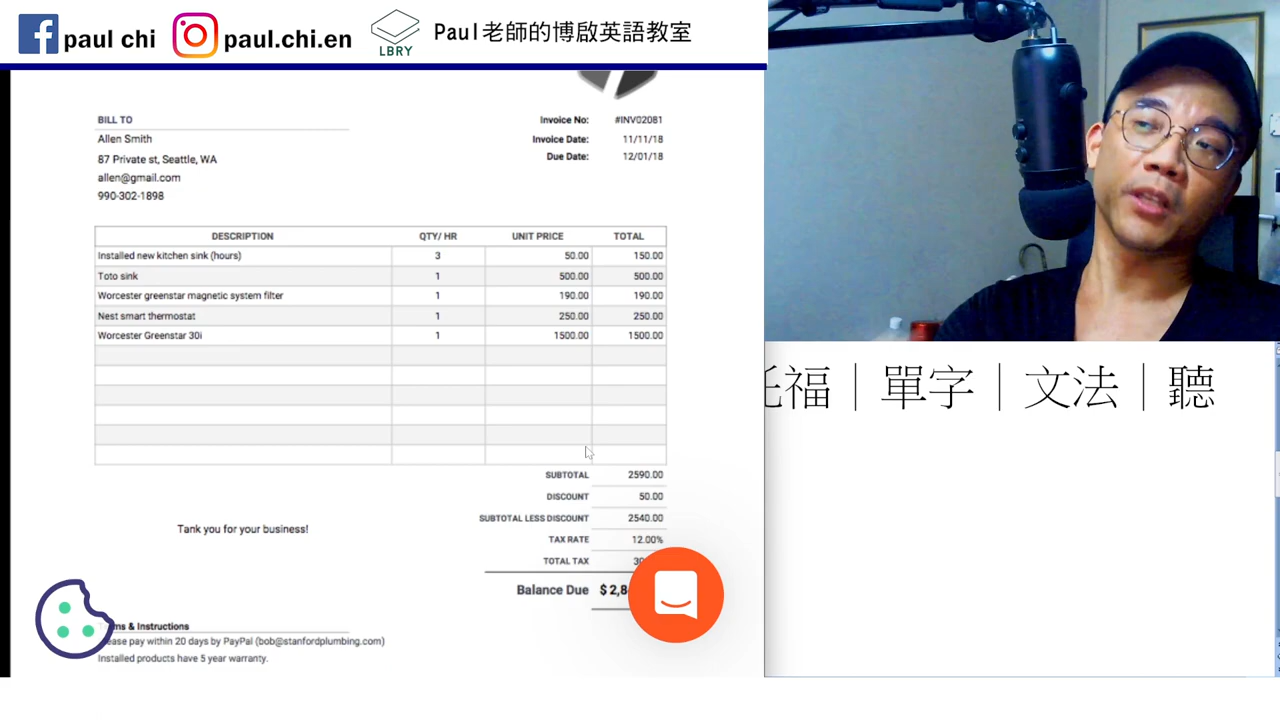 paul chi
paul.chi.en
LBRY
Paul老師的博啟英語教室
BILL TO
Allen Smith
87 Private st, Seattle, WA
allen@gmail.com
990-302-1898
Invoice No: #INV02081
Invoice Date: 11/11/18
Due Date: 12/01/18
DESCRIPTION QTY/ HR UNIT PRICE TOTAL
Installed new kitchen sink (hours) 3 50.00 150.00
Toto sink 1 500.00 500.00
Worcester greenstar magnetic system filter 1 190.00 190.00
Nest smart thermostat 1 250.00 250.00
Worcester Greenstar 30i 1 1500.00 1500.00
SUBTOTAL 2590.00
DISCOUNT 50.00
SUBTOTAL LESS DISCOUNT 2540.00
TAX RATE 12.00%
TOTAL TAX
Balance Due
Tank you for your business!
& Instructions
pay within 20 days by PayPal (bob@stanfordplumbing.com)
Installed products have 5 year warranty.
福｜單字｜文法｜聽